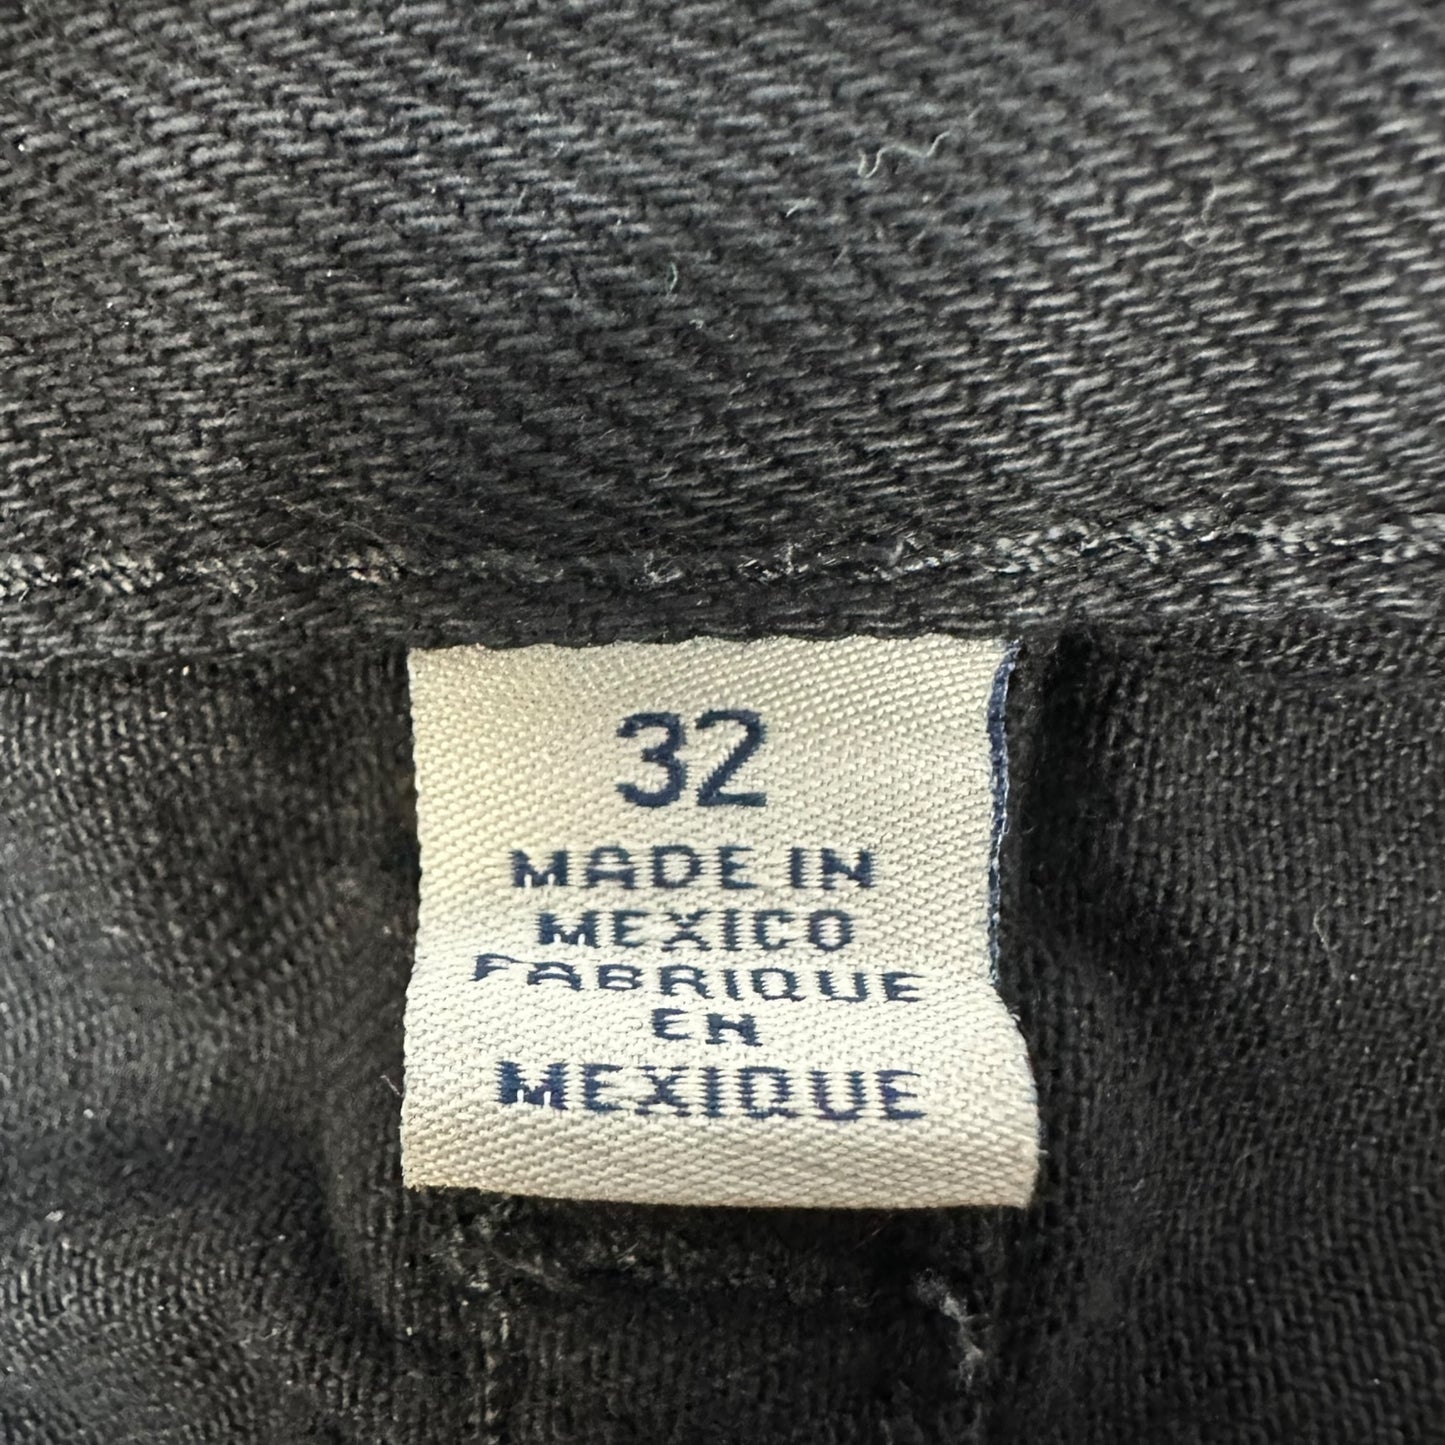 32
MADE IN
MEXICO
FABRIQUE
EN
MEXIQUE